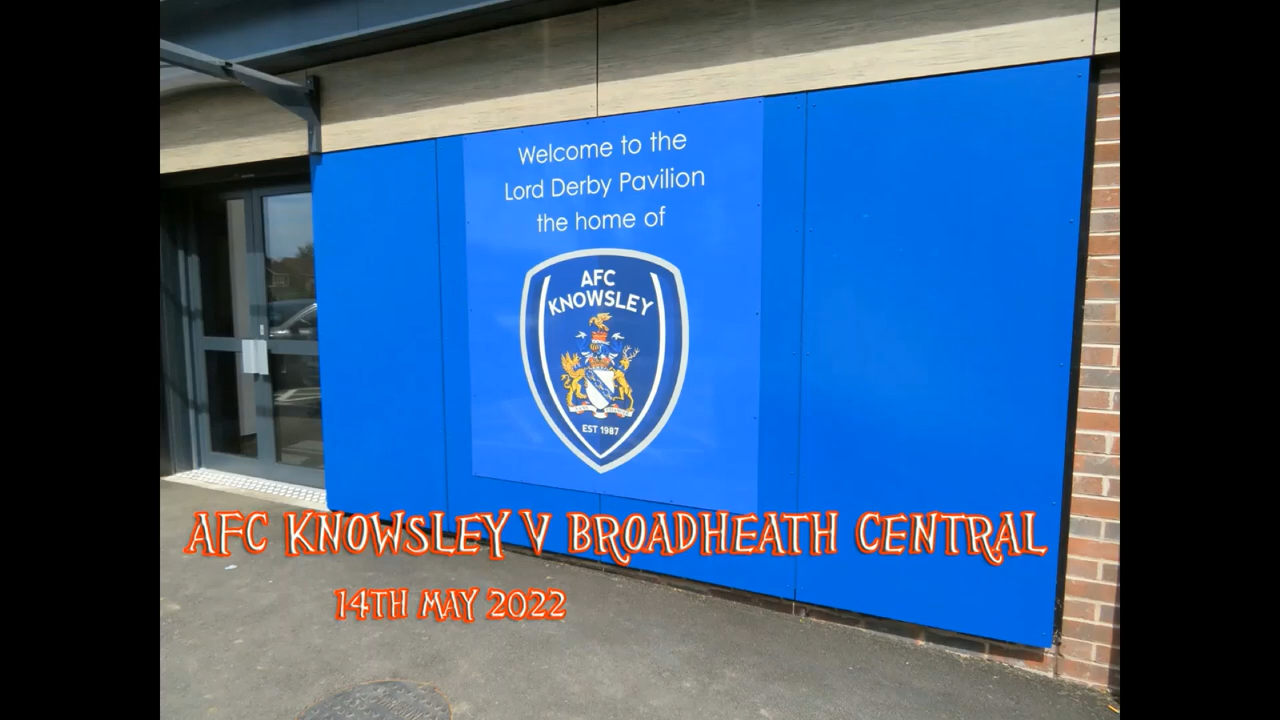 Welcome to the
Lord Derby Pavilion
the home of
AFC
KNOWSLEY
EST 1987
AFC KNOWSLEY V BROADHEATH CENTRAL
14TH MAY 2022